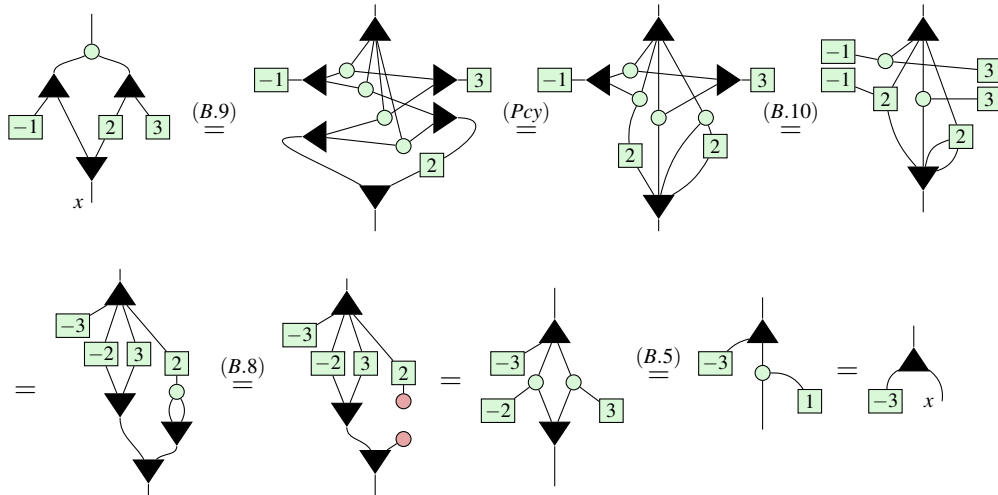 −1 2 3 x
(B.9)
=
−1 3 2
(Pcy)
=
−1 3 2 2
(B.10)
=
−1 −1 3 3 2 2
=
−3 −2 3 2
(B.8)
=
−3 −2 3 2
=
−3 −2 3
(B.5)
=
−3 1
=
−3 x